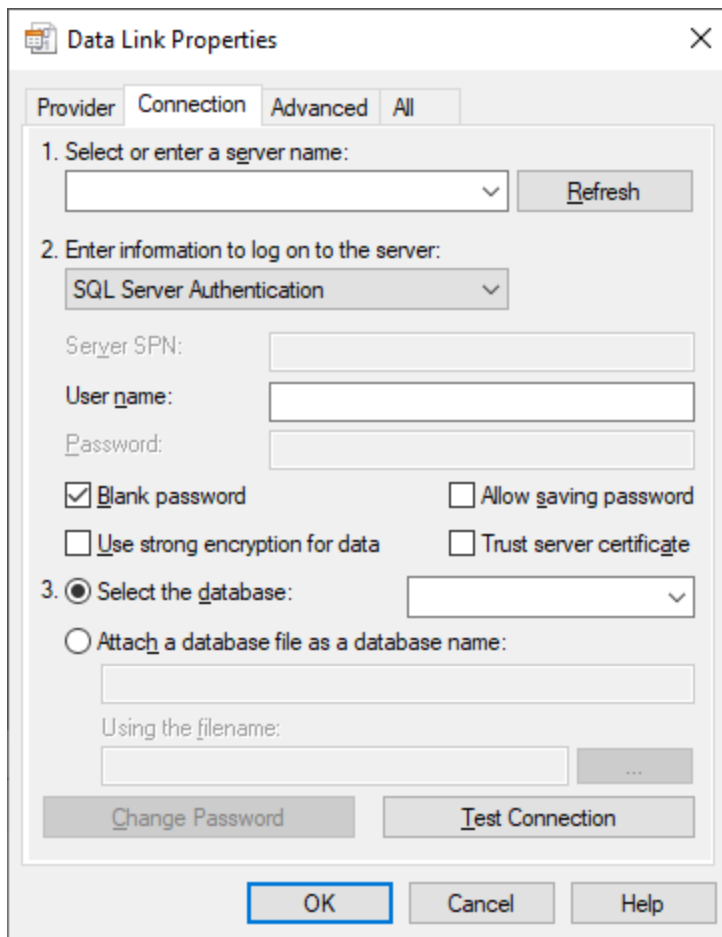 Data Link Properties
Provider Connection Advanced All
1. Select or enter a server name:
Refresh
2. Enter information to log on to the server:
SQL Server Authentication
Server SPN:
User name:
Password:
Blank password Allow saving password
Use strong encryption for data Trust server certificate
3. Select the database:
Attach a database file as a database name:
Using the filename:
...
Change Password Test Connection
OK Cancel Help